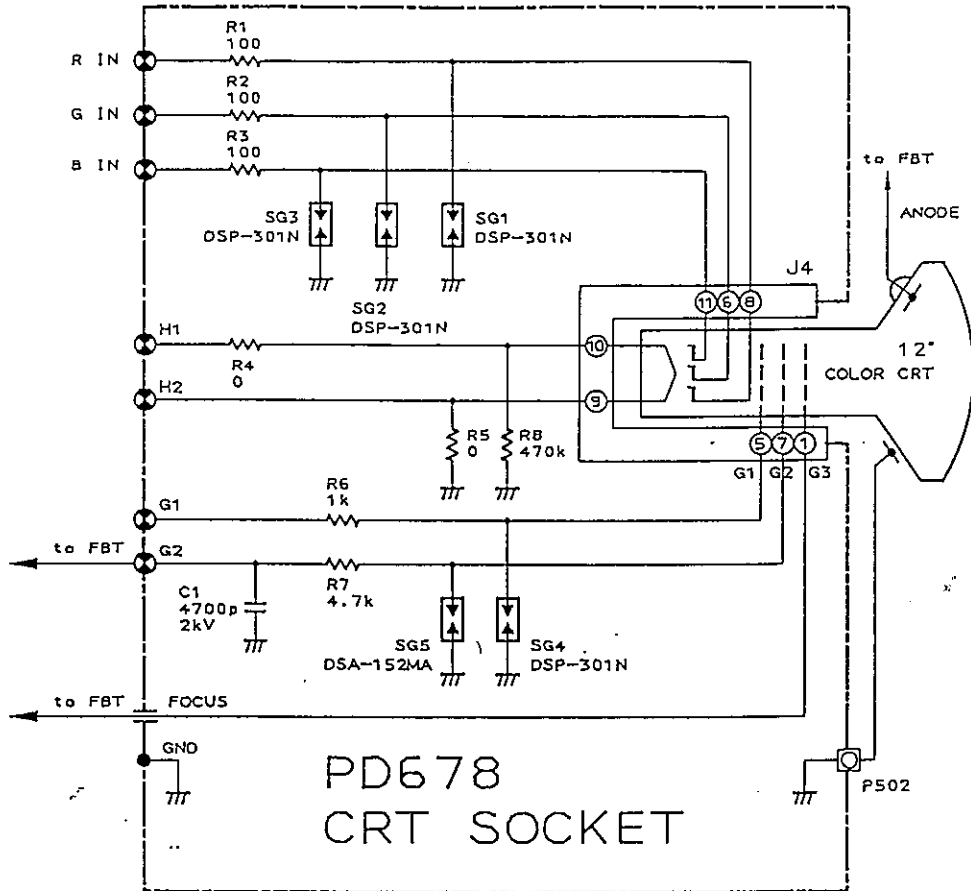 R1
100
R IN
R2
100
G IN
R3
100
B IN
to FBT
ANODE
SG3
DSP-301N
SG1
DSP-301N
SG2
DSP-301N
J4
11 6 8
H1
R4
0
10
12"
COLOR CRT
H2
9
R5
0
R8
470k
5 7 1
G1 G2 G3
R6
1k
G1
to FBT
G2
R7
4.7k
C1
4700p
2kV
SG5
DSA-152MA
SG4
DSP-301N
to FBT
FOCUS
GND
P502
PD678
CRT SOCKET